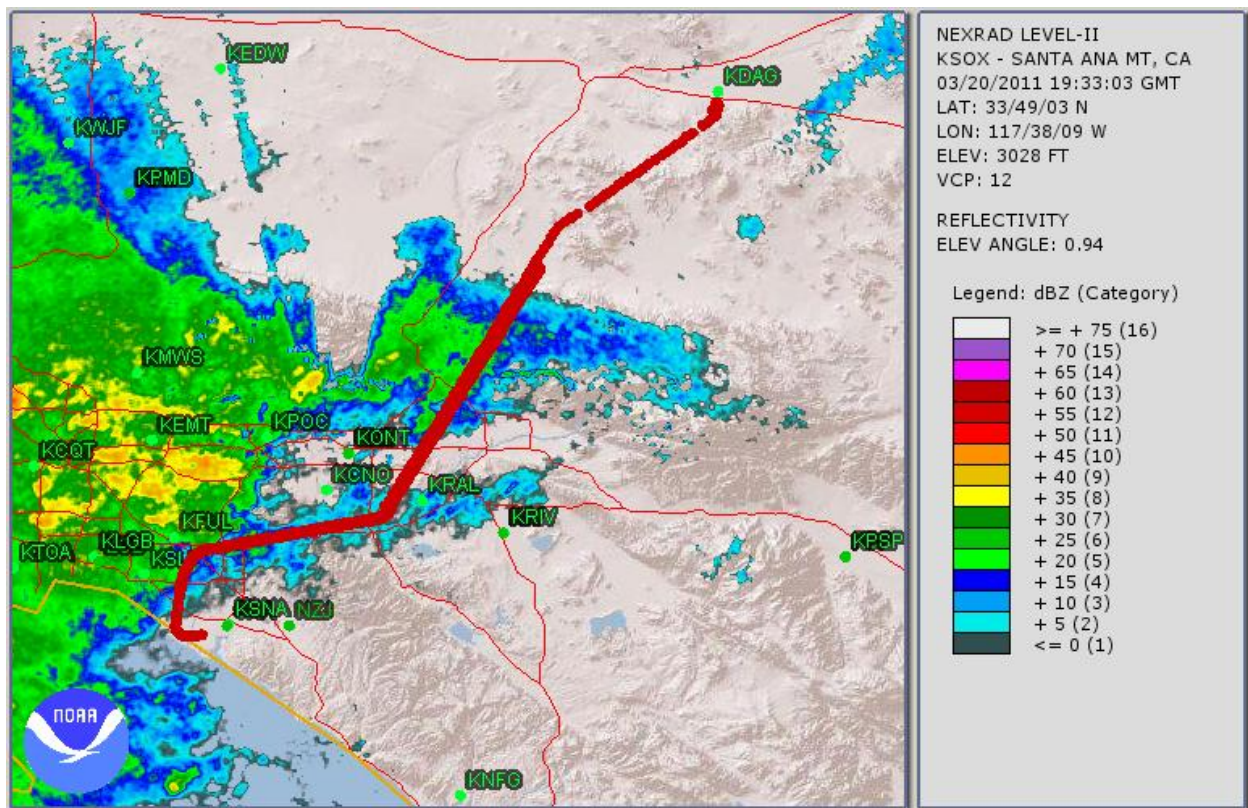 KEDW
KDAG
KWJF
KPMD
KMWS
KPOC
KEMT
KONT
KCQT
KCNO
KRAL
KFUL
KRIV
KTOA
KLGB
KSL
KPSP
KSNA
NZJ
NOAA
KNFG
NEXRAD LEVEL-II
KSOX - SANTA ANA MT, CA
03/20/2011 19:33:03 GMT
LAT: 33/49/03 N
LON: 117/38/09 W
ELEV: 3028 FT
VCP: 12
REFLECTIVITY
ELEV ANGLE: 0.94
Legend: dBZ (Category)
>= + 75 (16)
+ 70 (15)
+ 65 (14)
+ 60 (13)
+ 55 (12)
+ 50 (11)
+ 45 (10)
+ 40 (9)
+ 35 (8)
+ 30 (7)
+ 25 (6)
+ 20 (5)
+ 15 (4)
+ 10 (3)
+ 5 (2)
<= 0 (1)